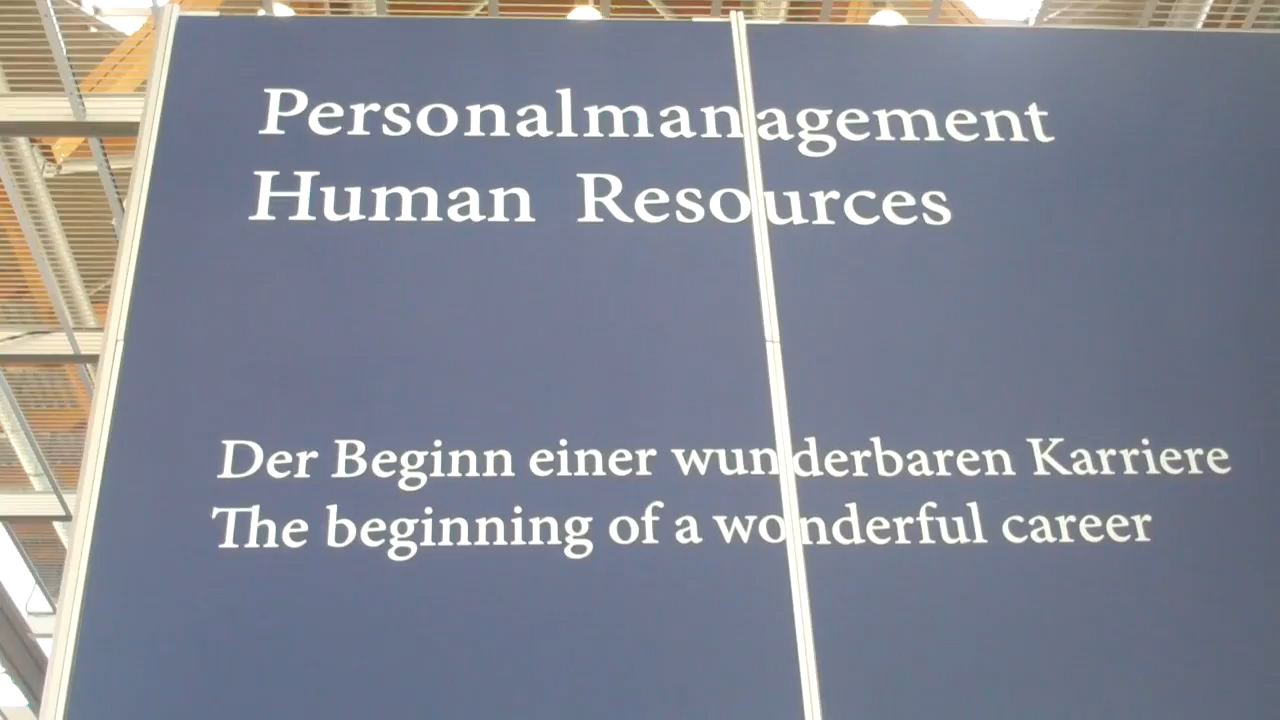 Personalmanagement
Human Resources
Der Beginn einer wunderbaren Karriere
The beginning of a wonderful career